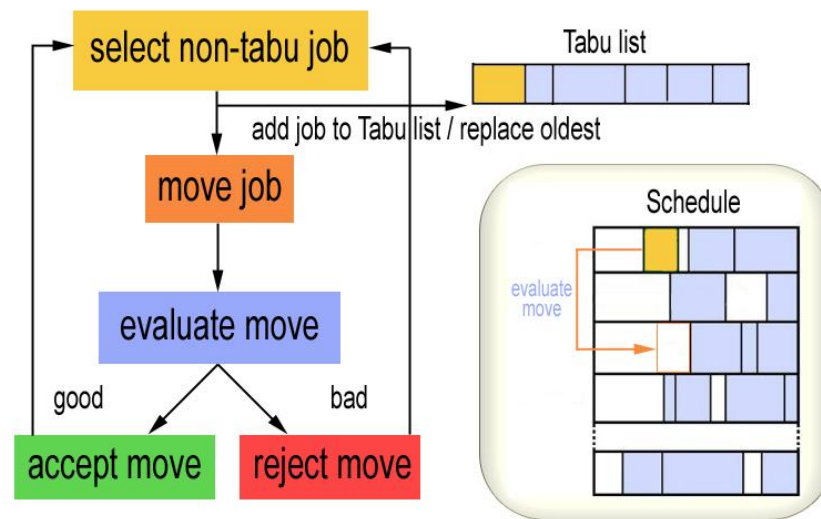 select non-tabu job
Tabu list
add job to Tabu list / replace oldest
move job
Schedule
evaluate
move
evaluate move
good
bad
accept move
reject move